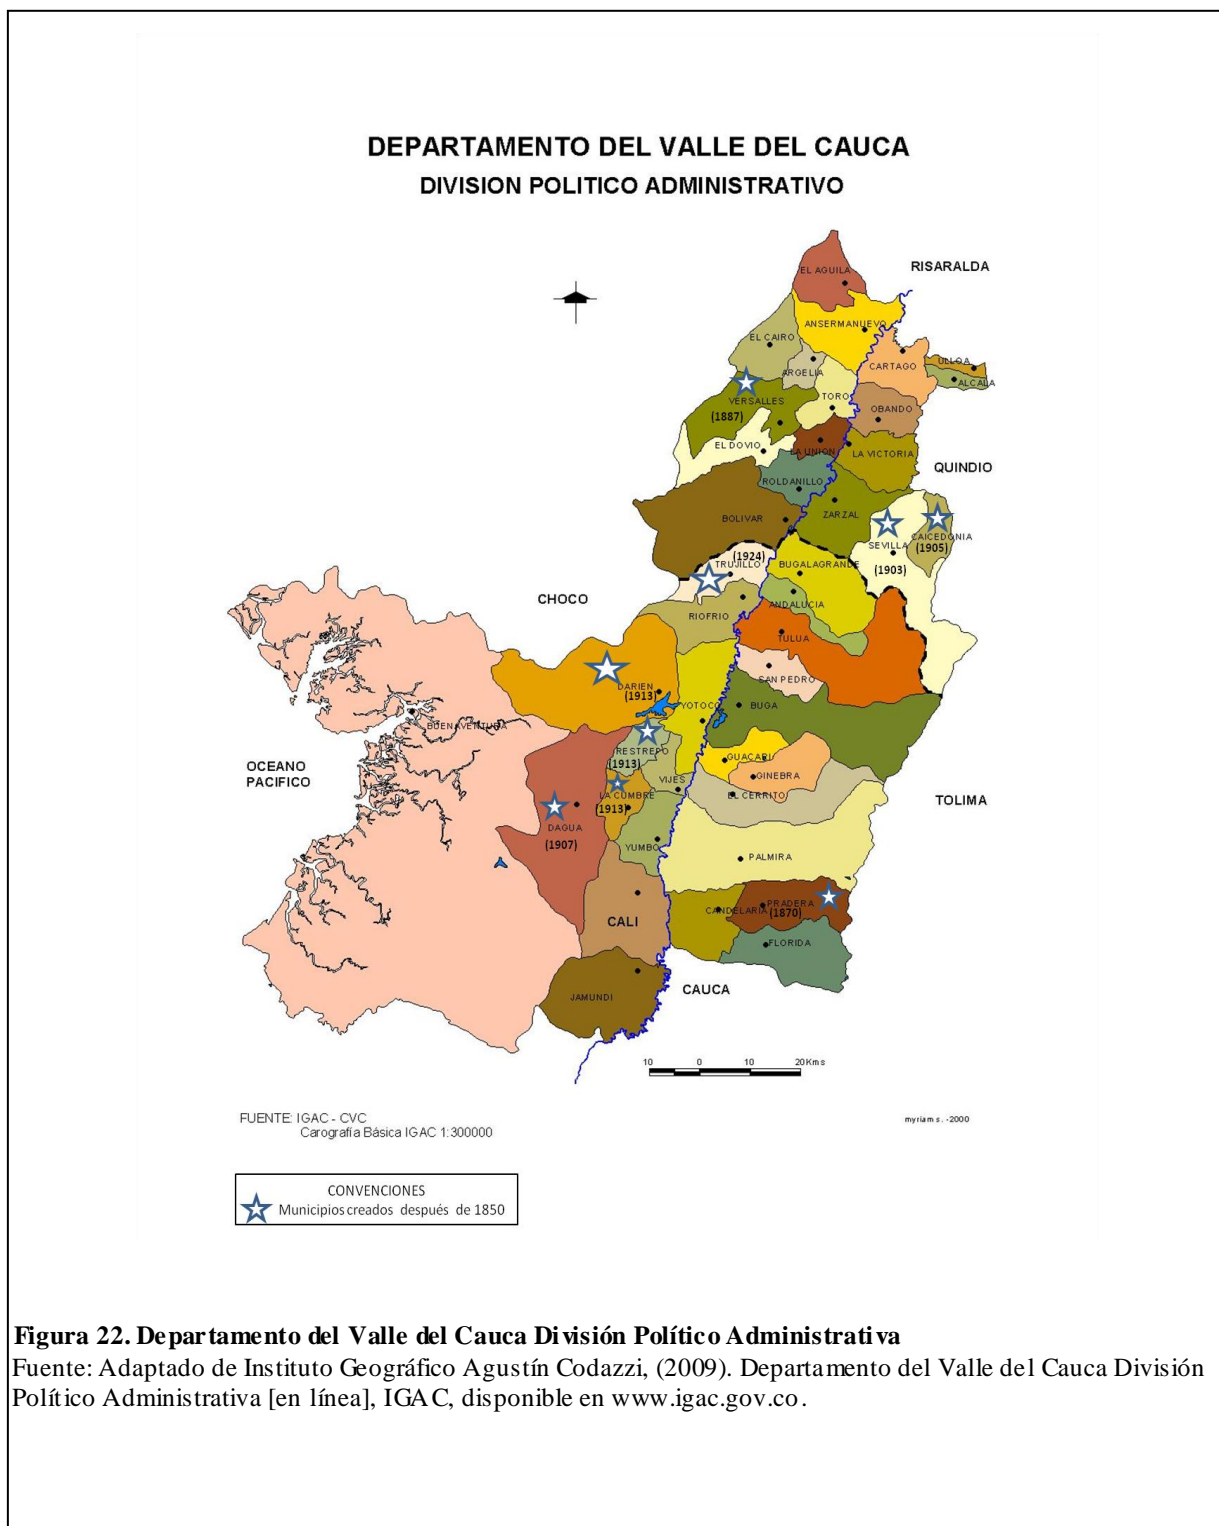 DEPARTAMENTO DEL VALLE DEL CAUCA
DIVISION POLITICO ADMINISTRATIVO
RISARALDA
EL AGUILA
ANSERMANUEVO
EL CAIRO
ULLOA
CARTAGO
ARGELIA
ALCALA
VERSALLES
TORO
OBANDO
(1887)
EL DOVIO
LA UNION
LA VICTORIA
QUINDIO
ROLDANILLO
ZARZAL
BOLIVAR
CAICEDONIA
(1905)
SEVILLA
(1903)
(1924)
TRUJILLO
BUGALAGRANDE
CHOCO
ANDALUCIA
RIOFRIO
TULUA
SAN PEDRO
DARIEN
(1913)
YOTOCO
BUGA
BUENAVENTURA
RESTREPO
(1913)
GUACARI
OCEANO
PACIFICO
GINEBRA
VIJES
LA CUMBRE
(1913)
EL CERRITO
TOLIMA
DAGUA
(1907)
YUMBO
PALMIRA
CANDELARIA
PRADERA
(1870)
CALI
FLORIDA
CAUCA
JAMUNDI
10 0 10 20 Kms
FUENTE: IGAC - CVC
Carografía Básica IGAC 1:300000
myriam s. -2000
CONVENCIONES
Municipios creados después de 1850
Figura 22. Departamento del Valle del Cauca División Político Administrativa
Fuente: Adaptado de Instituto Geográfico Agustín Codazzi, (2009). Departamento del Valle del Cauca División
Político Administrativa [en línea], IGAC, disponible en www.igac.gov.co.